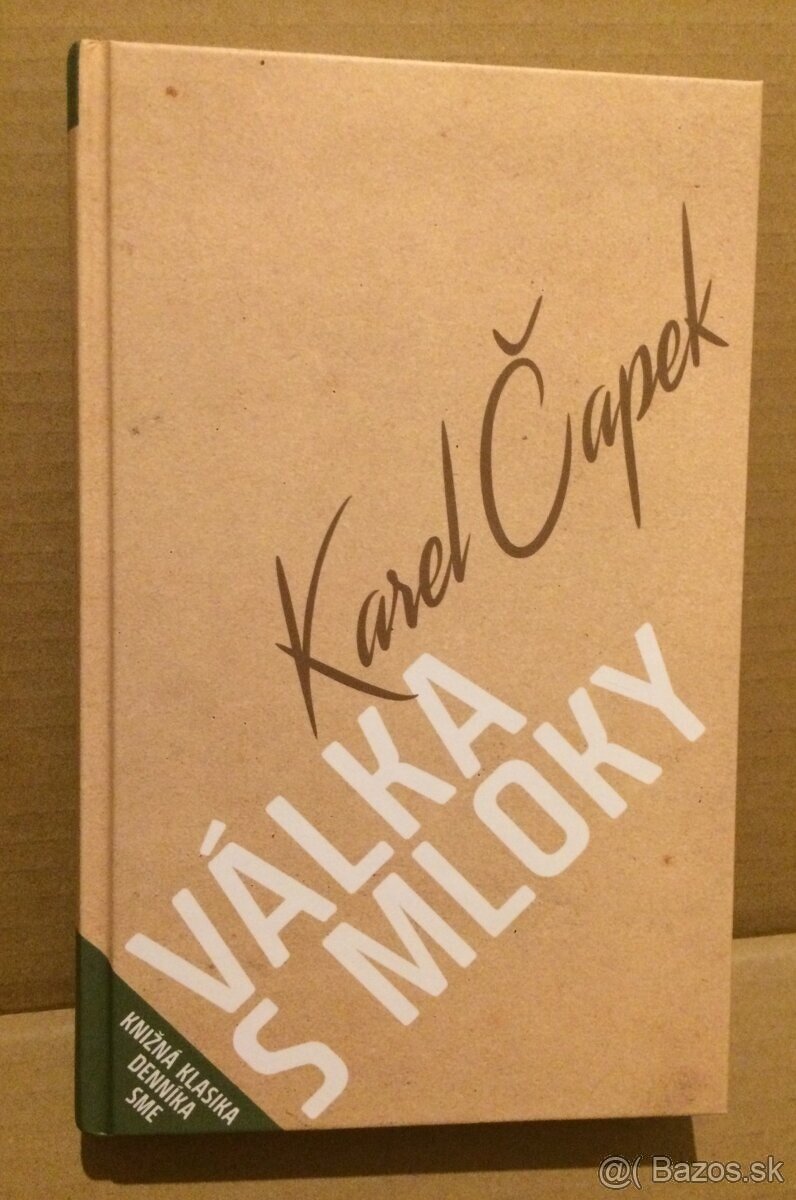 Karel Čapek
VÁLKA
S MLOKY
KNIŽNÁ KLASIKA
DENNÍKA
SME
@( Bazos.sk